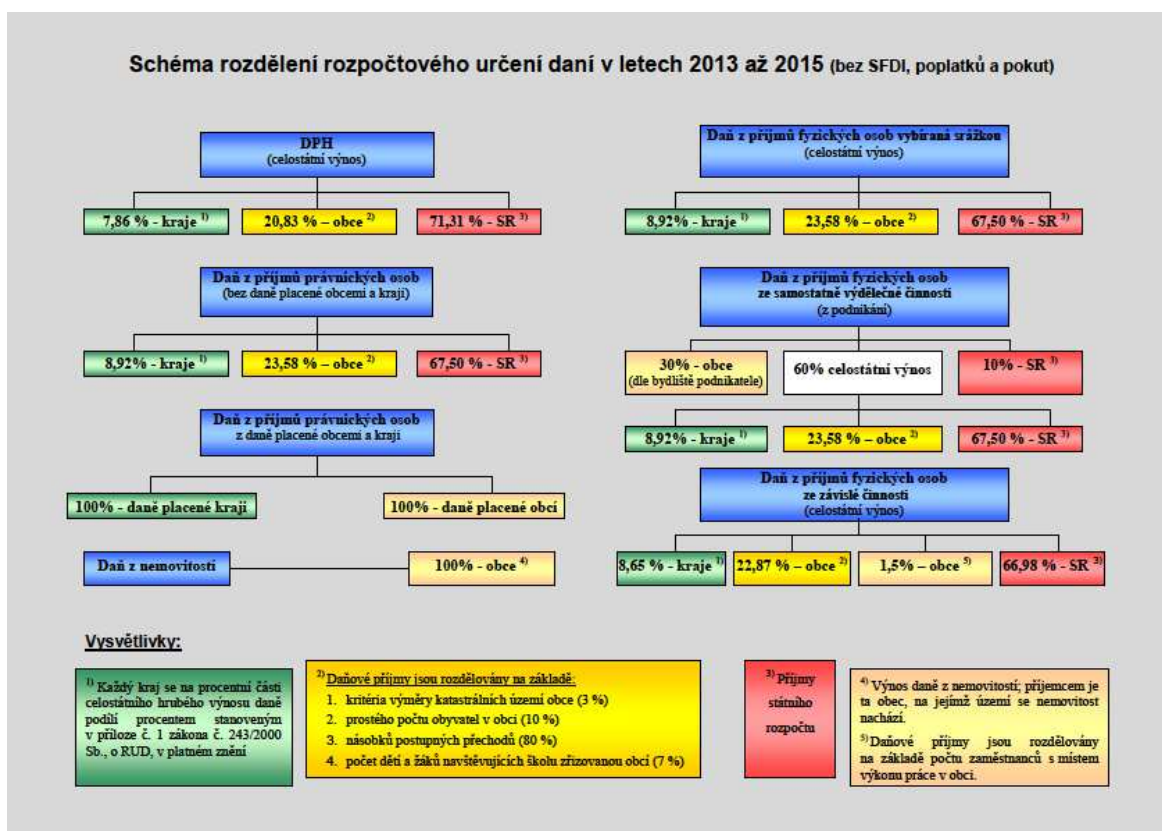 Schéma rozdělení rozpočtového určení daní v letech 2013 až 2015 (bez SFDI, poplatků a pokut)
DPH
(celostátní výnos)
7,86 % - kraje 1)
20,83 % – obce 2)
71,31 % - SR 3)
Daň z příjmů právnických osob
(bez daně placené obcemi a kraji)
8,92% - kraje 1)
23,58 % – obce 2)
67,50 % - SR 3)
Daň z příjmů právnických osob
z daně placené obcemi a kraji
100% - daně placené kraji
100% - daně placené obcí
Daň z nemovitostí
100% - obce 4)
Daň z příjmů fyzických osob vybíraná srážkou
(celostátní výnos)
8,92% - kraje 1)
23,58 % – obce 2)
67,50 % - SR 3)
Daň z příjmů fyzických osob
ze samostatně výdělečné činnosti
(z podnikání)
30% - obce
(dle bydliště podnikatele)
60% celostátní výnos
10% - SR 3)
8,92% - kraje 1)
23,58 % – obce 2)
67,50 % - SR 3)
Daň z příjmů fyzických osob
ze závislé činnosti
(celostátní výnos)
8,65 % - kraje 1)
22,87 % – obce 2)
1,5% – obce 5)
66,98 % - SR 3)
Vysvětlivky:
1) Každý kraj se na procentní části
celostátního hrubého výnosu daně
podílí procentem stanoveným
v příloze č. 1 zákona č. 243/2000
Sb., o RUD, v platném znění
2) Daňové příjmy jsou rozdělovány na základě:
1. kritéria výměry katastrálních území obce (3 %)
2. prostého počtu obyvatel v obci (10 %)
3. násobků postupných přechodů (80 %)
4. počet dětí a žáků navštěvujících školu zřizovanou obcí (7 %)
3) Příjmy
státního
rozpočtu
4) Výnos daně z nemovitostí; příjemcem je
ta obec, na jejímž území se nemovitost
nachází.
5) Daňové příjmy jsou rozdělovány
na základě počtu zaměstnanců s místem
výkonu práce v obci.